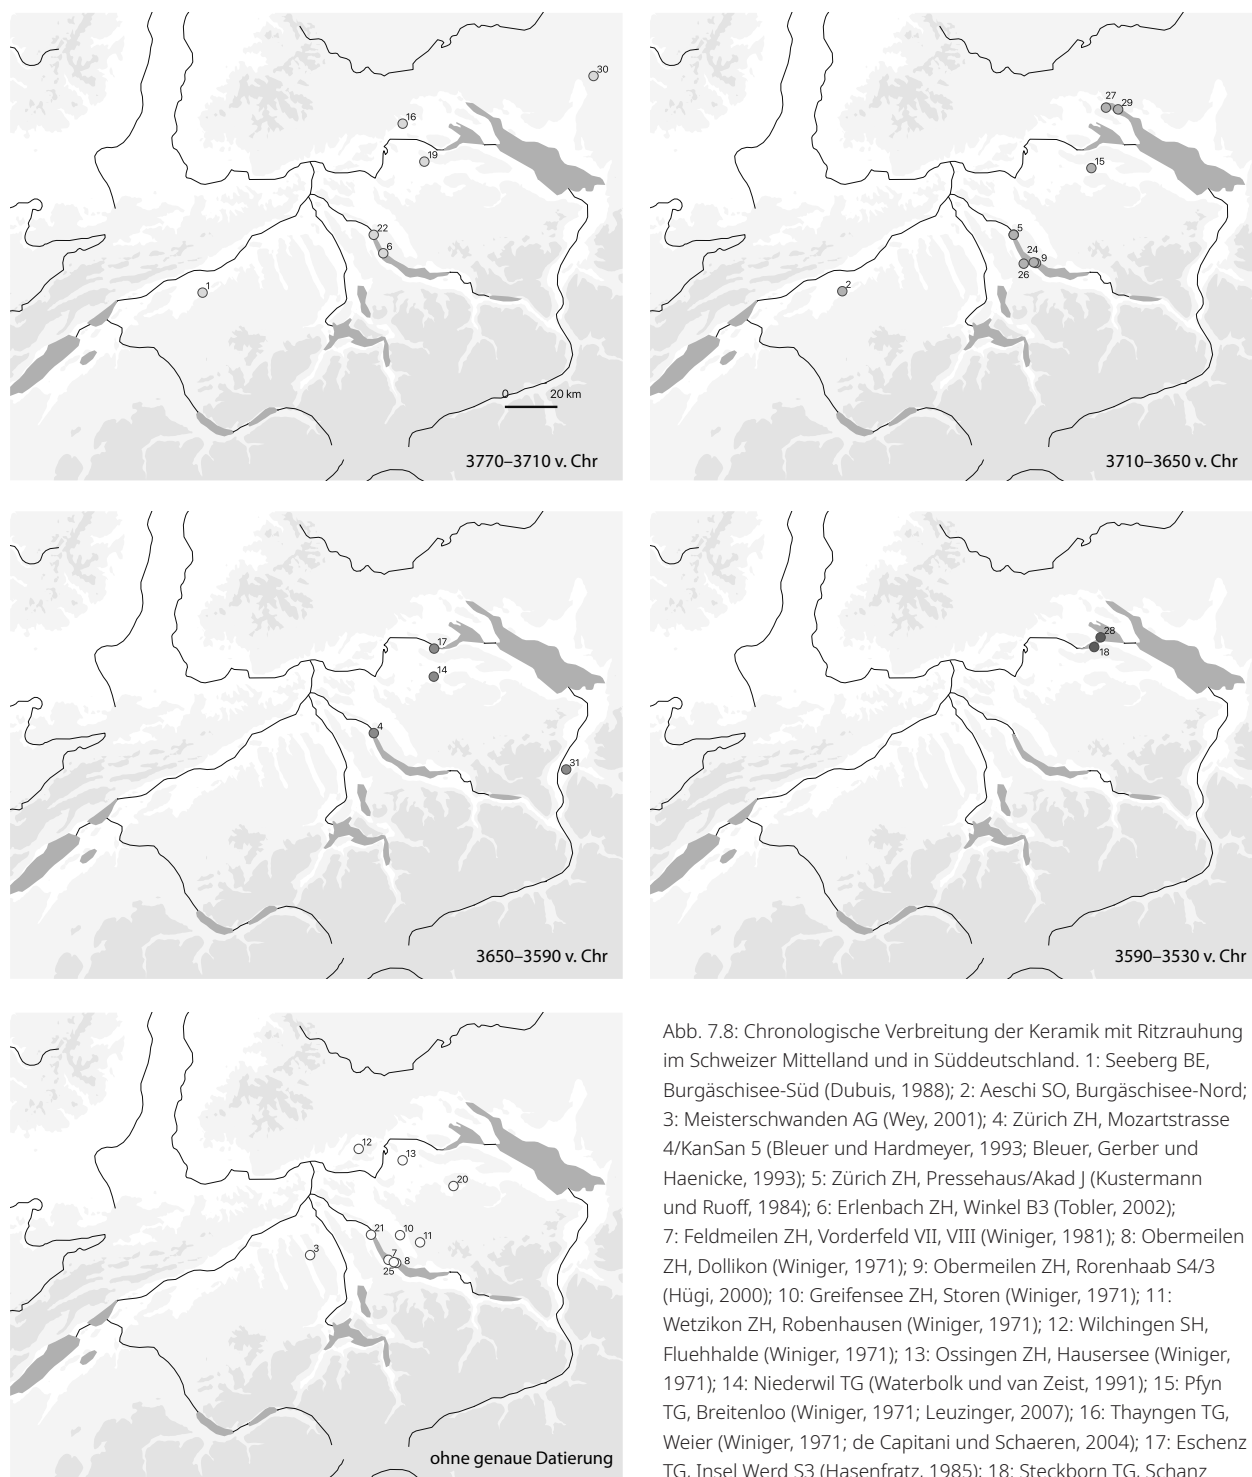 30
16
19
22
6
1
0 20 km
3770–3710 v. Chr
27
29
15
5
24
9
26
2
3710–3650 v. Chr
17
14
4
31
3650–3590 v. Chr
28
18
3590–3530 v. Chr
12
13
20
21
10
11
3
7
8
25
ohne genaue Datierung
Abb. 7.8: Chronologische Verbreitung der Keramik mit Ritzrauhung
im Schweizer Mittelland und in Süddeutschland. 1: Seeberg BE,
Burgäschisee-Süd (Dubuis, 1988); 2: Aeschi SO, Burgäschisee-Nord;
3: Meisterschwanden AG (Wey, 2001); 4: Zürich ZH, Mozartstrasse
4/KanSan 5 (Bleuer und Hardmeyer, 1993; Bleuer, Gerber und
Haenicke, 1993); 5: Zürich ZH, Pressehaus/Akad J (Kustermann
und Ruoff, 1984); 6: Erlenbach ZH, Winkel B3 (Tobler, 2002);
7: Feldmeilen ZH, Vorderfeld VII, VIII (Winiger, 1981); 8: Obermeilen
ZH, Dollikon (Winiger, 1971); 9: Obermeilen ZH, Rorenhaab S4/3
(Hügi, 2000); 10: Greifensee ZH, Storen (Winiger, 1971); 11:
Wetzikon ZH, Robenhausen (Winiger, 1971); 12: Wilchingen SH,
Fluehhalde (Winiger, 1971); 13: Ossingen ZH, Hausersee (Winiger,
1971); 14: Niederwil TG (Waterbolk und van Zeist, 1991); 15: Pfyn
TG, Breitenloo (Winiger, 1971; Leuzinger, 2007); 16: Thayngen TG,
Weier (Winiger, 1971; de Capitani und Schaeren, 2004); 17: Eschenz
TG, Insel Werd S3 (Hasenfratz, 1985); 18: Steckborn TG, Schanz